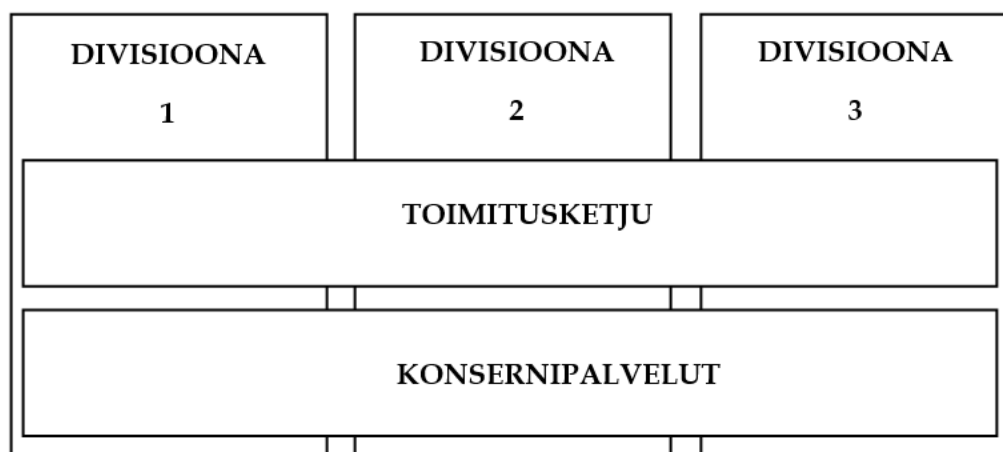 DIVISIOONA
1
DIVISIOONA
2
DIVISIOONA
3
TOIMITUSKETJU
KONSERNIPALVELUT